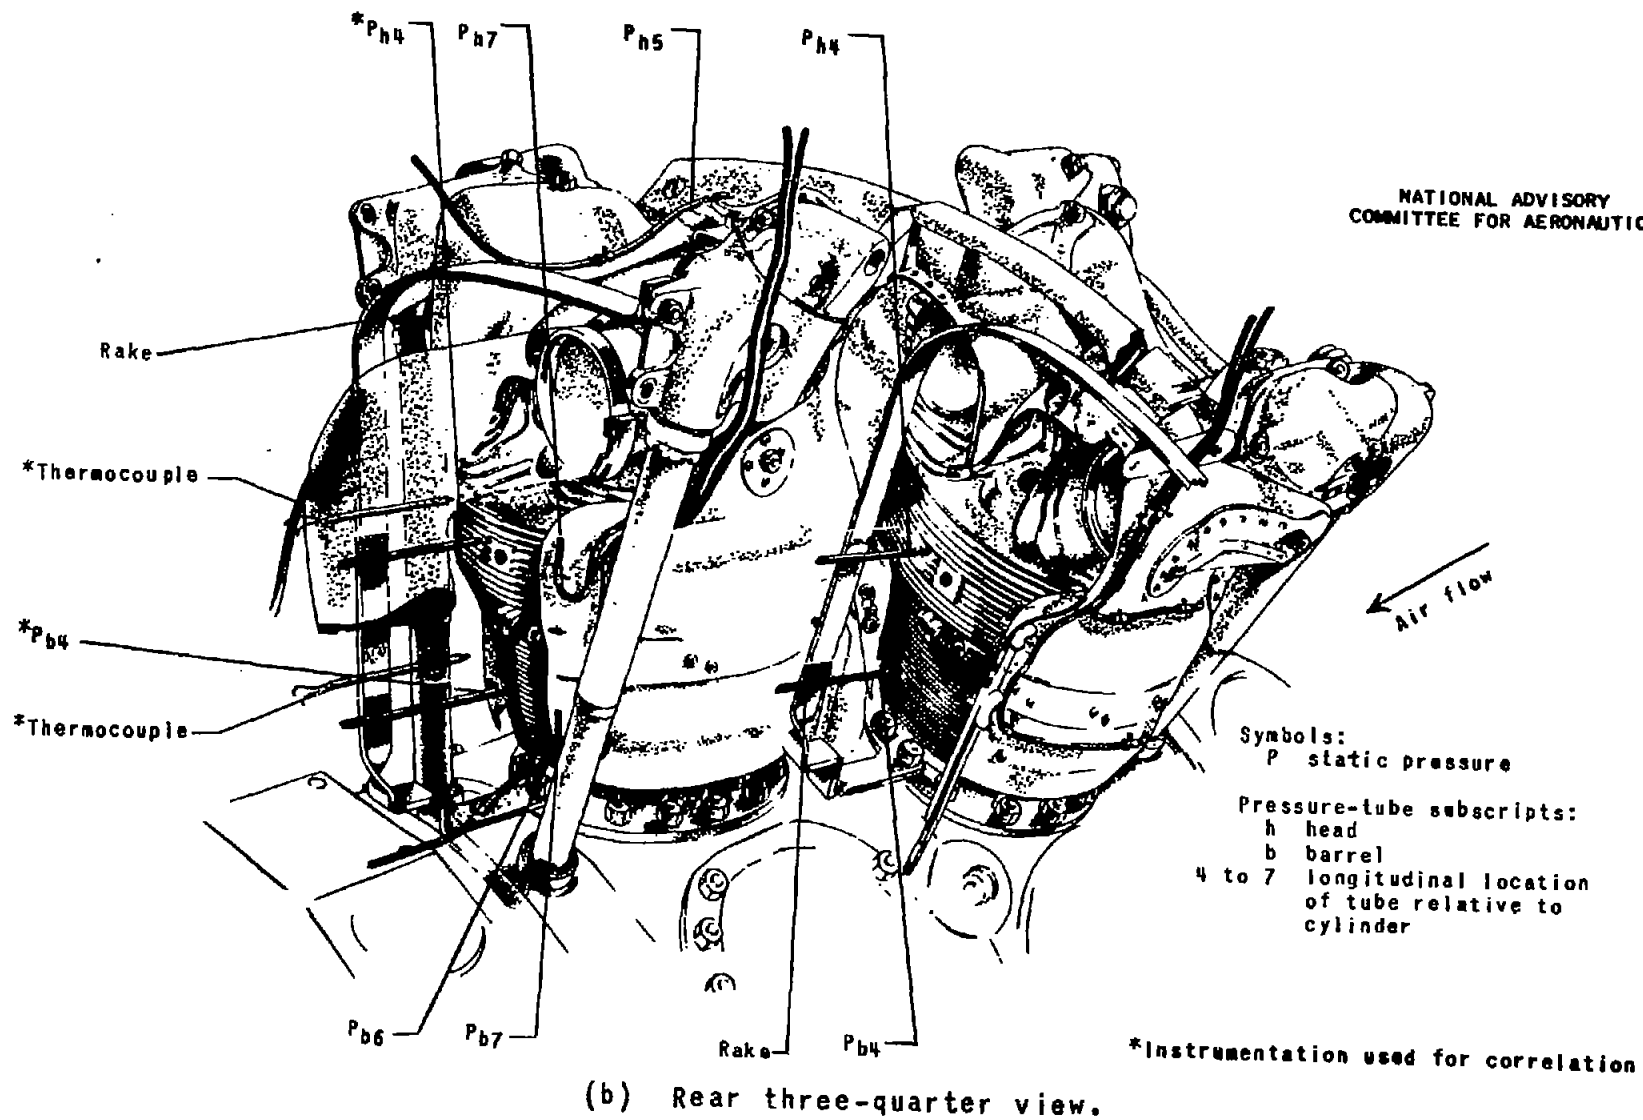 *Ph4
Ph7
Ph5
Ph4
NATIONAL ADVISORY
COMMITTEE FOR AERONAUTIC
Rake
*Thermocouple
*Pb4
*Thermocouple
Air flow
Symbols:
P static pressure
Pressure-tube subscripts:
h head
b barrel
4 to 7 longitudinal location
of tube relative to
cylinder
Pb6
Pb7
Rake
Pb4
*Instrumentation used for correlation
(b) Rear three-quarter view.